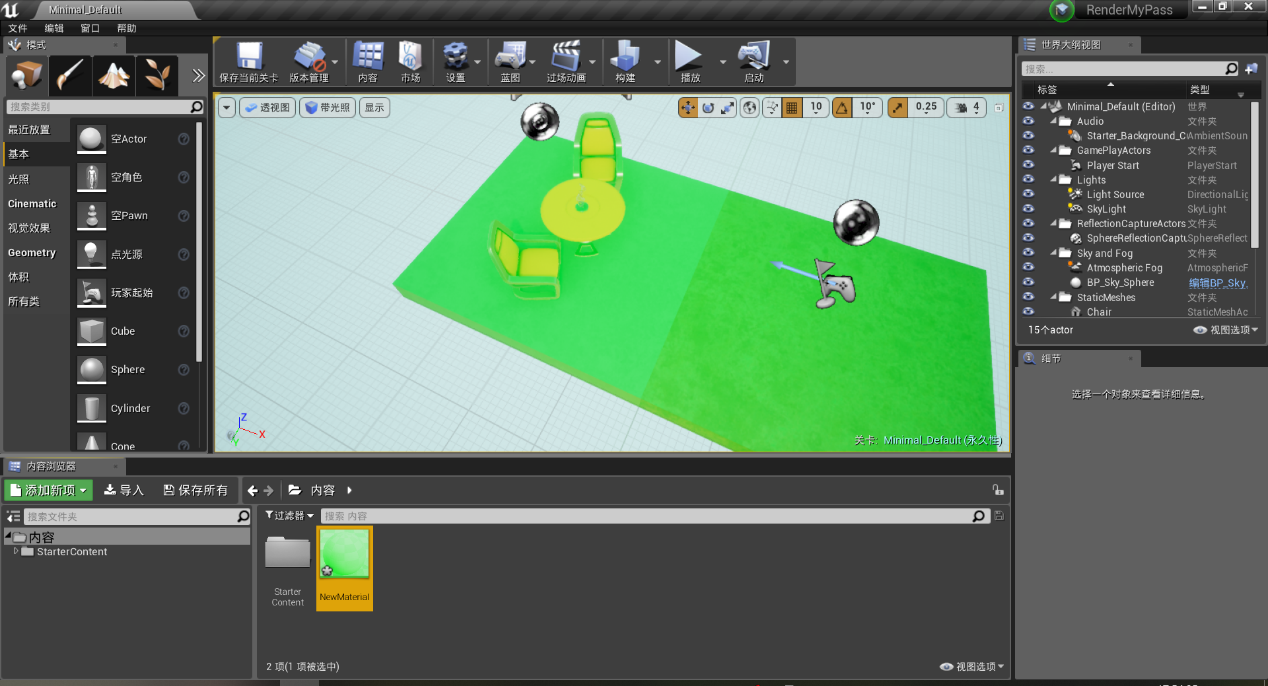 Minimal_Default
RenderMyPass
文件 编辑 窗口 帮助
模式
搜索类别
最近放置
基本
光照
Cinematic
视觉效果
Geometry
体积
所有类
空Actor
空角色
空Pawn
点光源
玩家起始
Cube
Sphere
Cylinder
Cone
保存当前关卡 版本管理 内容 市场 设置 蓝图 过场动画 构建 播放 启动
透视图 带光照 显示
10 10° 0.25 4
Z
X
Y
关卡: Minimal_Default (永久性)
世界大纲视图
搜索...
标签 类型
Minimal_Default (Editor) 世界
Audio 文件夹
Starter_Background_C AmbientSoun
GamePlayActors 文件夹
Player Start PlayerStart
Lights 文件夹
Light Source DirectionalLig
SkyLight SkyLight
ReflectionCaptureActors 文件夹
SphereReflectionCaptu SphereReflect
Sky and Fog 文件夹
Atmospheric Fog AtmosphericF
BP_Sky_Sphere 编辑BP_Sky_
StaticMeshes 文件夹
Chair StaticMeshAc
15个actor 视图选项
细节
选择一个对象来查看详细信息。
内容浏览器
添加新项 导入 保存所有 内容
搜索文件夹
内容
StarterContent
过滤器 搜索 内容
Starter
Content
NewMaterial
2 项(1 项被选中) 视图选项